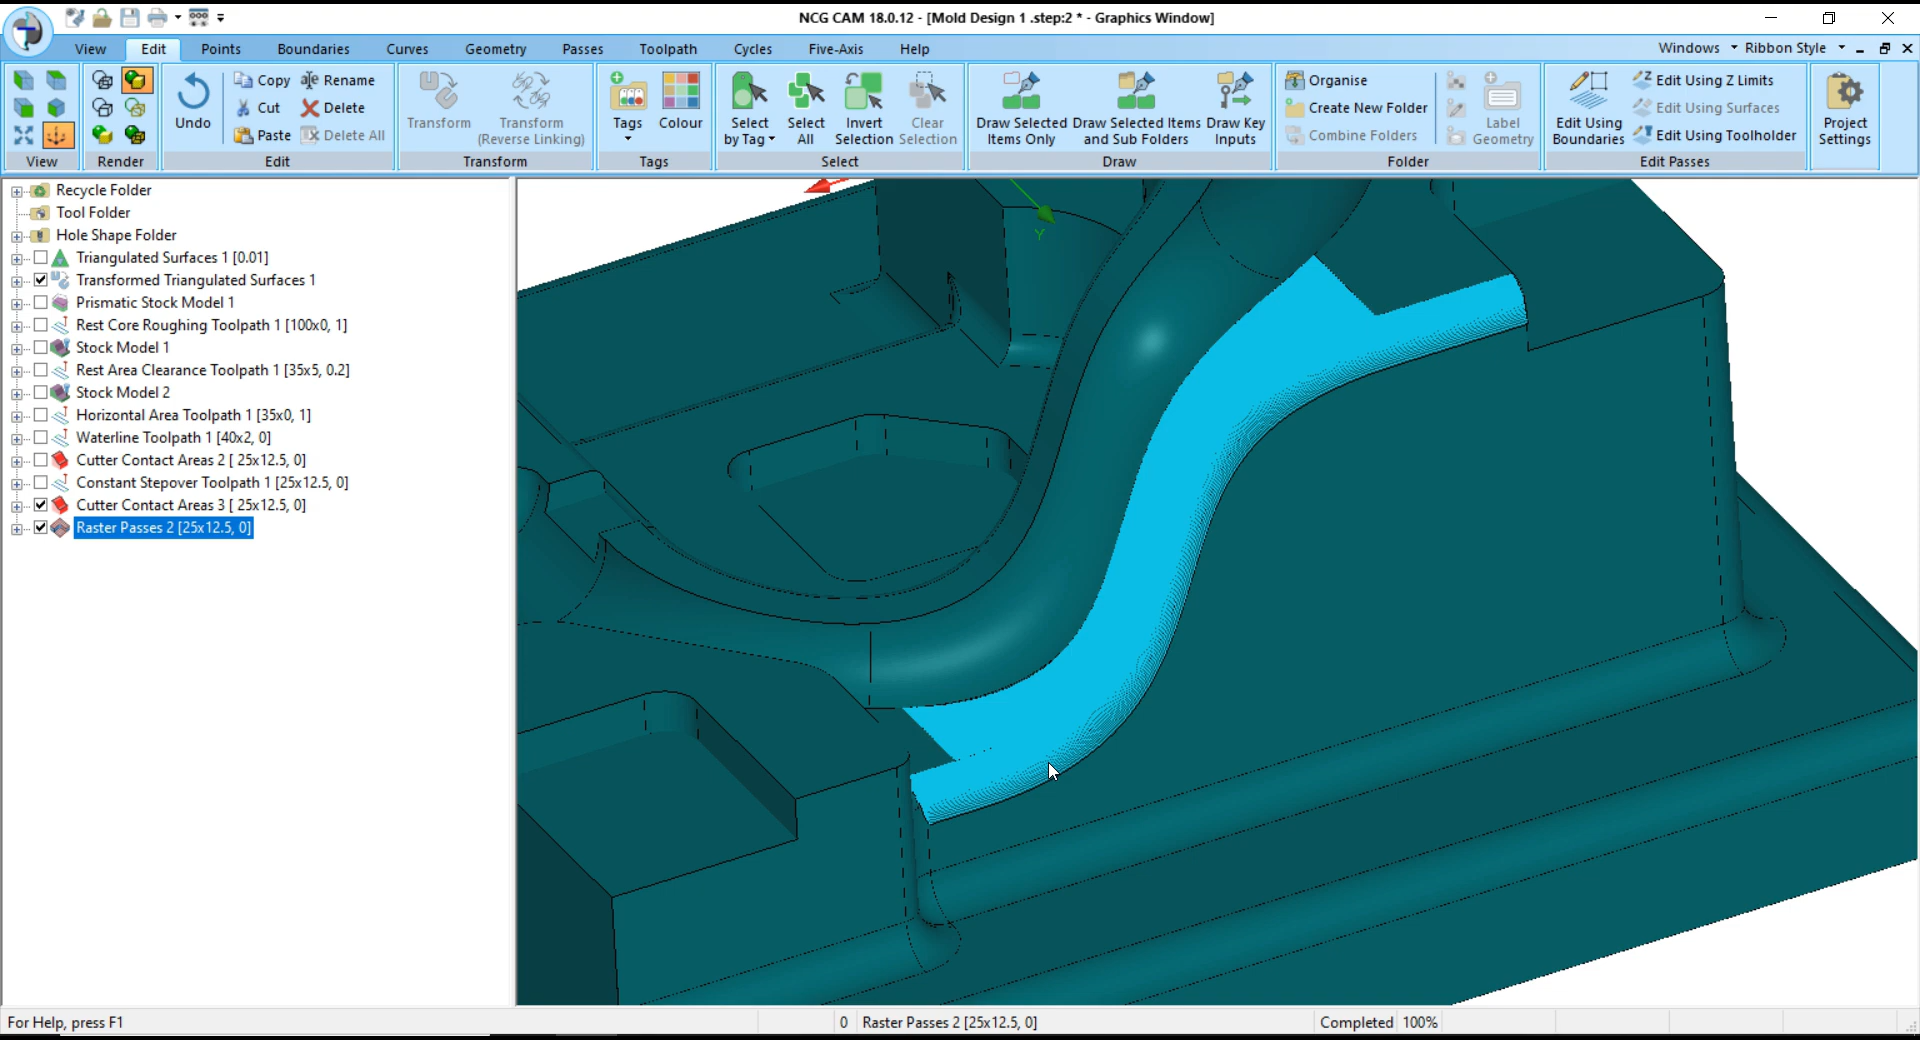 NCG CAM 18.0.12 - [Mold Design 1 .step:2 * - Graphics Window]
View Edit Points Boundaries Curves Geometry Passes Toolpath Cycles Five-Axis Help Windows Ribbon Style
Undo
Copy Rename
Cut Delete
Paste Delete All
Transform
Transform (Reverse Linking)
Tags
Colour
Select by Tag
Select All
Invert Selection
Clear Selection
Draw Selected Items Only
Draw Selected Items and Sub Folders
Draw Key Inputs
Organise
Create New Folder
Combine Folders
Label Geometry
Edit Using Boundaries
Edit Using Z Limits
Edit Using Surfaces
Edit Using Toolholder
Project Settings
View Render Edit Transform Tags Select Draw Folder Edit Passes
Recycle Folder
Tool Folder
Hole Shape Folder
Triangulated Surfaces 1 [0.01]
Transformed Triangulated Surfaces 1
Prismatic Stock Model 1
Rest Core Roughing Toolpath 1 [100x0, 1]
Stock Model 1
Rest Area Clearance Toolpath 1 [35x5, 0.2]
Stock Model 2
Horizontal Area Toolpath 1 [35x0, 1]
Waterline Toolpath 1 [40x2, 0]
Cutter Contact Areas 2 [ 25x12.5, 0]
Constant Stepover Toolpath 1 [25x12.5, 0]
Cutter Contact Areas 3 [ 25x12.5, 0]
Raster Passes 2 [25x12.5, 0]
Y
For Help, press F1 0 Raster Passes 2 [25x12.5, 0] Completed 100%